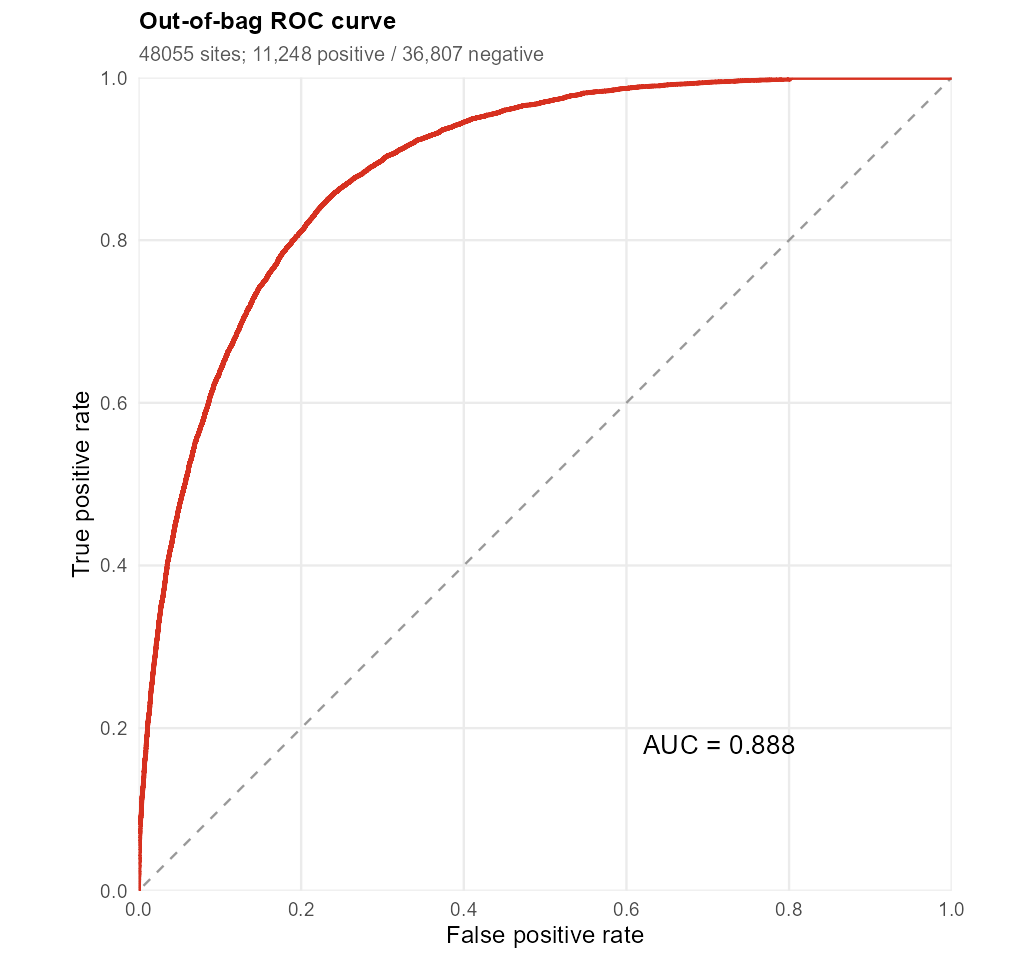 Out-of-bag ROC curve
48055 sites; 11,248 positive / 36,807 negative
1.0
0.8
0.6
0.4
0.2
0.0
True positive rate
AUC = 0.888
0.0 0.2 0.4 0.6 0.8 1.0
False positive rate